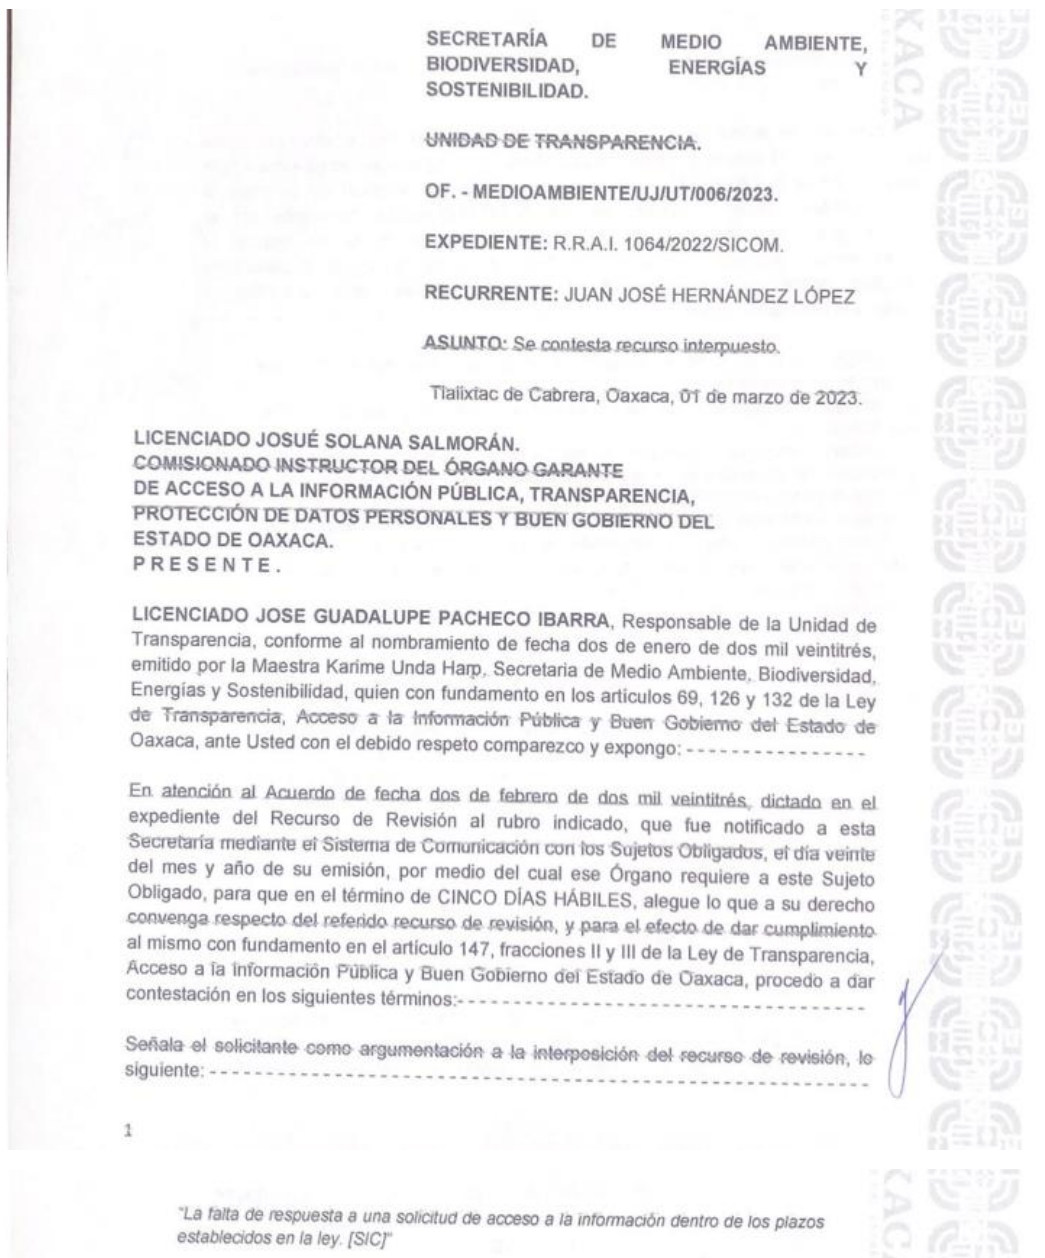 SECRETARÍA DE MEDIO AMBIENTE,
BIODIVERSIDAD, ENERGÍAS Y
SOSTENIBILIDAD.
UNIDAD DE TRANSPARENCIA.
OF. - MEDIOAMBIENTE/UJ/UT/006/2023.
EXPEDIENTE: R.R.A.I. 1064/2022/SICOM.
RECURRENTE: JUAN JOSÉ HERNÁNDEZ LÓPEZ
ASUNTO: Se contesta recurso interpuesto.
Tlalixtac de Cabrera, Oaxaca, 01 de marzo de 2023.
LICENCIADO JOSUÉ SOLANA SALMORÁN.
COMISIONADO INSTRUCTOR DEL ÓRGANO GARANTE
DE ACCESO A LA INFORMACIÓN PÚBLICA, TRANSPARENCIA,
PROTECCIÓN DE DATOS PERSONALES Y BUEN GOBIERNO DEL
ESTADO DE OAXACA.
P R E S E N T E .
LICENCIADO JOSE GUADALUPE PACHECO IBARRA, Responsable de la Unidad de
Transparencia, conforme al nombramiento de fecha dos de enero de dos mil veintitrés,
emitido por la Maestra Karime Unda Harp, Secretaria de Medio Ambiente, Biodiversidad,
Energías y Sostenibilidad, quien con fundamento en los artículos 69, 126 y 132 de la Ley
de Transparencia, Acceso a la Información Pública y Buen Gobierno del Estado de
Oaxaca, ante Usted con el debido respeto comparezco y expongo: - - - - - - - - - - - - - - - -
En atención al Acuerdo de fecha dos de febrero de dos mil veintitrés, dictado en el
expediente del Recurso de Revisión al rubro indicado, que fue notificado a esta
Secretaría mediante el Sistema de Comunicación con los Sujetos Obligados, el día veinte
del mes y año de su emisión, por medio del cual ese Órgano requiere a este Sujeto
Obligado, para que en el término de CINCO DÍAS HÁBILES, alegue lo que a su derecho
convenga respecto del referido recurso de revisión, y para el efecto de dar cumplimiento
al mismo con fundamento en el artículo 147, fracciones II y III de la Ley de Transparencia,
Acceso a la Información Pública y Buen Gobierno del Estado de Oaxaca, procedo a dar
contestación en los siguientes términos:- - - - - - - - - - - - - - - - - - - - - - - - - - - - - - - - - - - - -
Señala el solicitante como argumentación a la interposición del recurso de revisión, lo
siguiente: - - - - - - - - - - - - - - - - - - - - - - - - - - - - - - - - - - - - - - - - - - - - - - - - - - - - - - - - - - -
1
"La falta de respuesta a una solicitud de acceso a la información dentro de los plazos
establecidos en la ley. [SIC]"